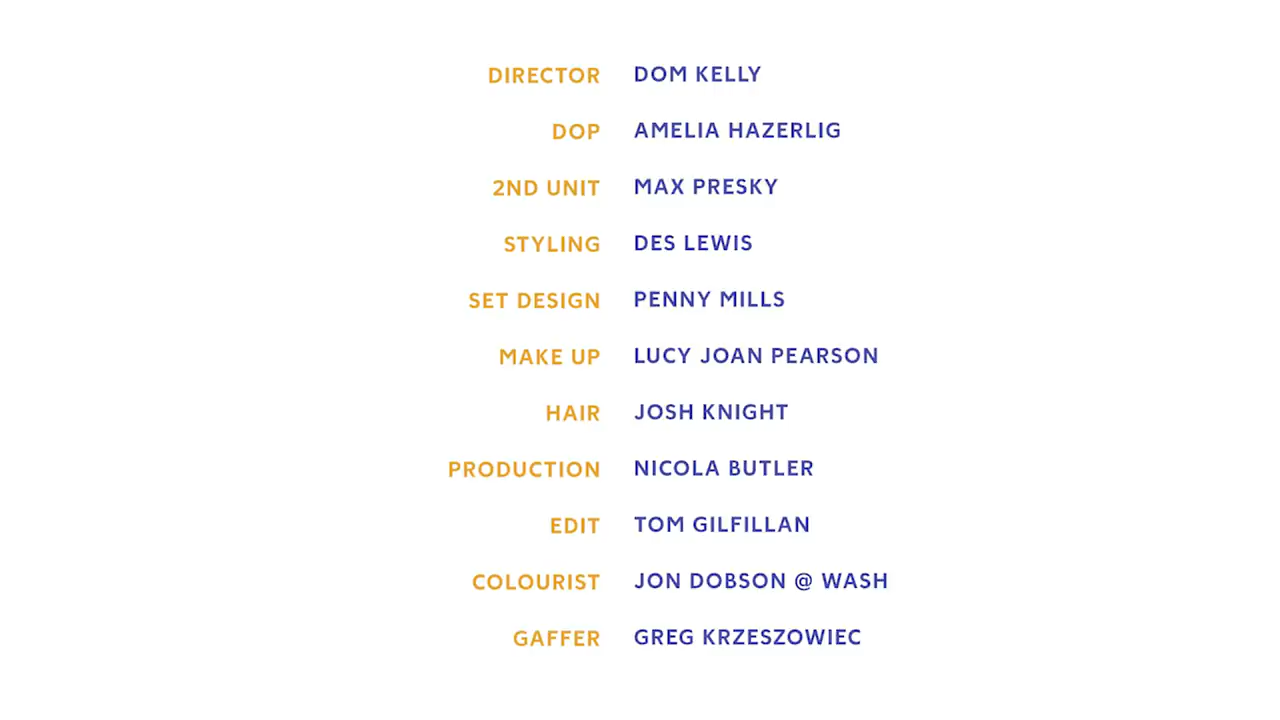 DIRECTOR DOM KELLY
DOP AMELIA HAZERLIG
2ND UNIT MAX PRESKY
STYLING DES LEWIS
SET DESIGN PENNY MILLS
MAKE UP LUCY JOAN PEARSON
HAIR JOSH KNIGHT
PRODUCTION NICOLA BUTLER
EDIT TOM GILFILLAN
COLOURIST JON DOBSON @ WASH
GAFFER GREG KRZESZOWIEC